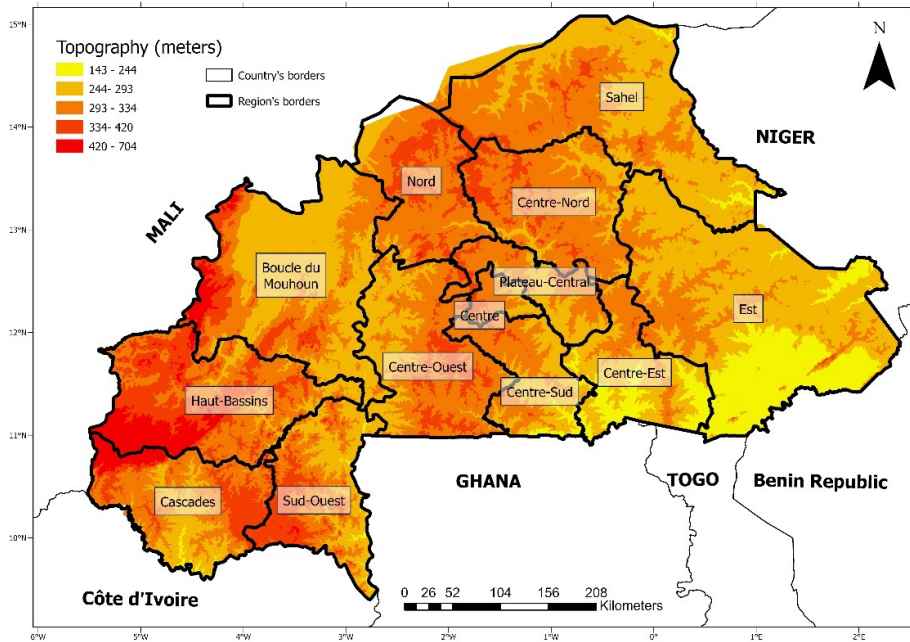 15°N
14°N
13°N
12°N
11°N
10°N
Topography (meters)
143 - 244
244- 293
293 - 334
334- 420
420 - 704
Country's borders
Region's borders
N
Sahel
NIGER
Nord
Centre-Nord
MALI
Boucle du
Mouhoun
Plateau-Central
Est
Centre
Centre-Ouest
Centre-Est
Centre-Sud
Haut-Bassins
Cascades
Sud-Ouest
GHANA
TOGO
Benin Republic
Côte d'Ivoire
0 26 52 104 156 208
Kilometers
6°W 5°W 4°W 3°W 2°W 1°W 0° 1°E 2°E